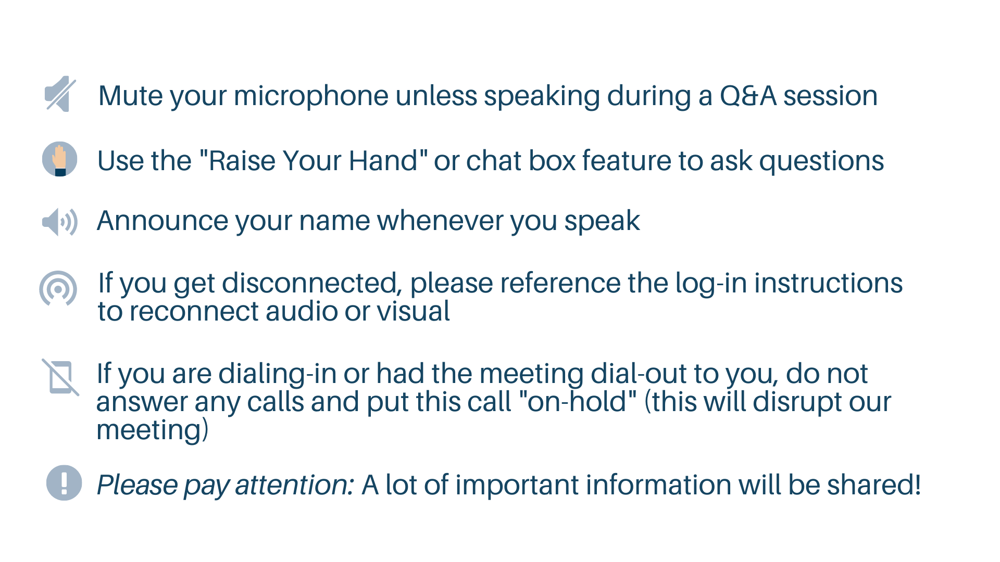 Mute your microphone unless speaking during a Q&A session
Use the "Raise Your Hand" or chat box feature to ask questions
Announce your name whenever you speak
If you get disconnected, please reference the log-in instructions
to reconnect audio or visual
If you are dialing-in or had the meeting dial-out to you, do not
answer any calls and put this call "on-hold" (this will disrupt our
meeting)
Please pay attention: A lot of important information will be shared!